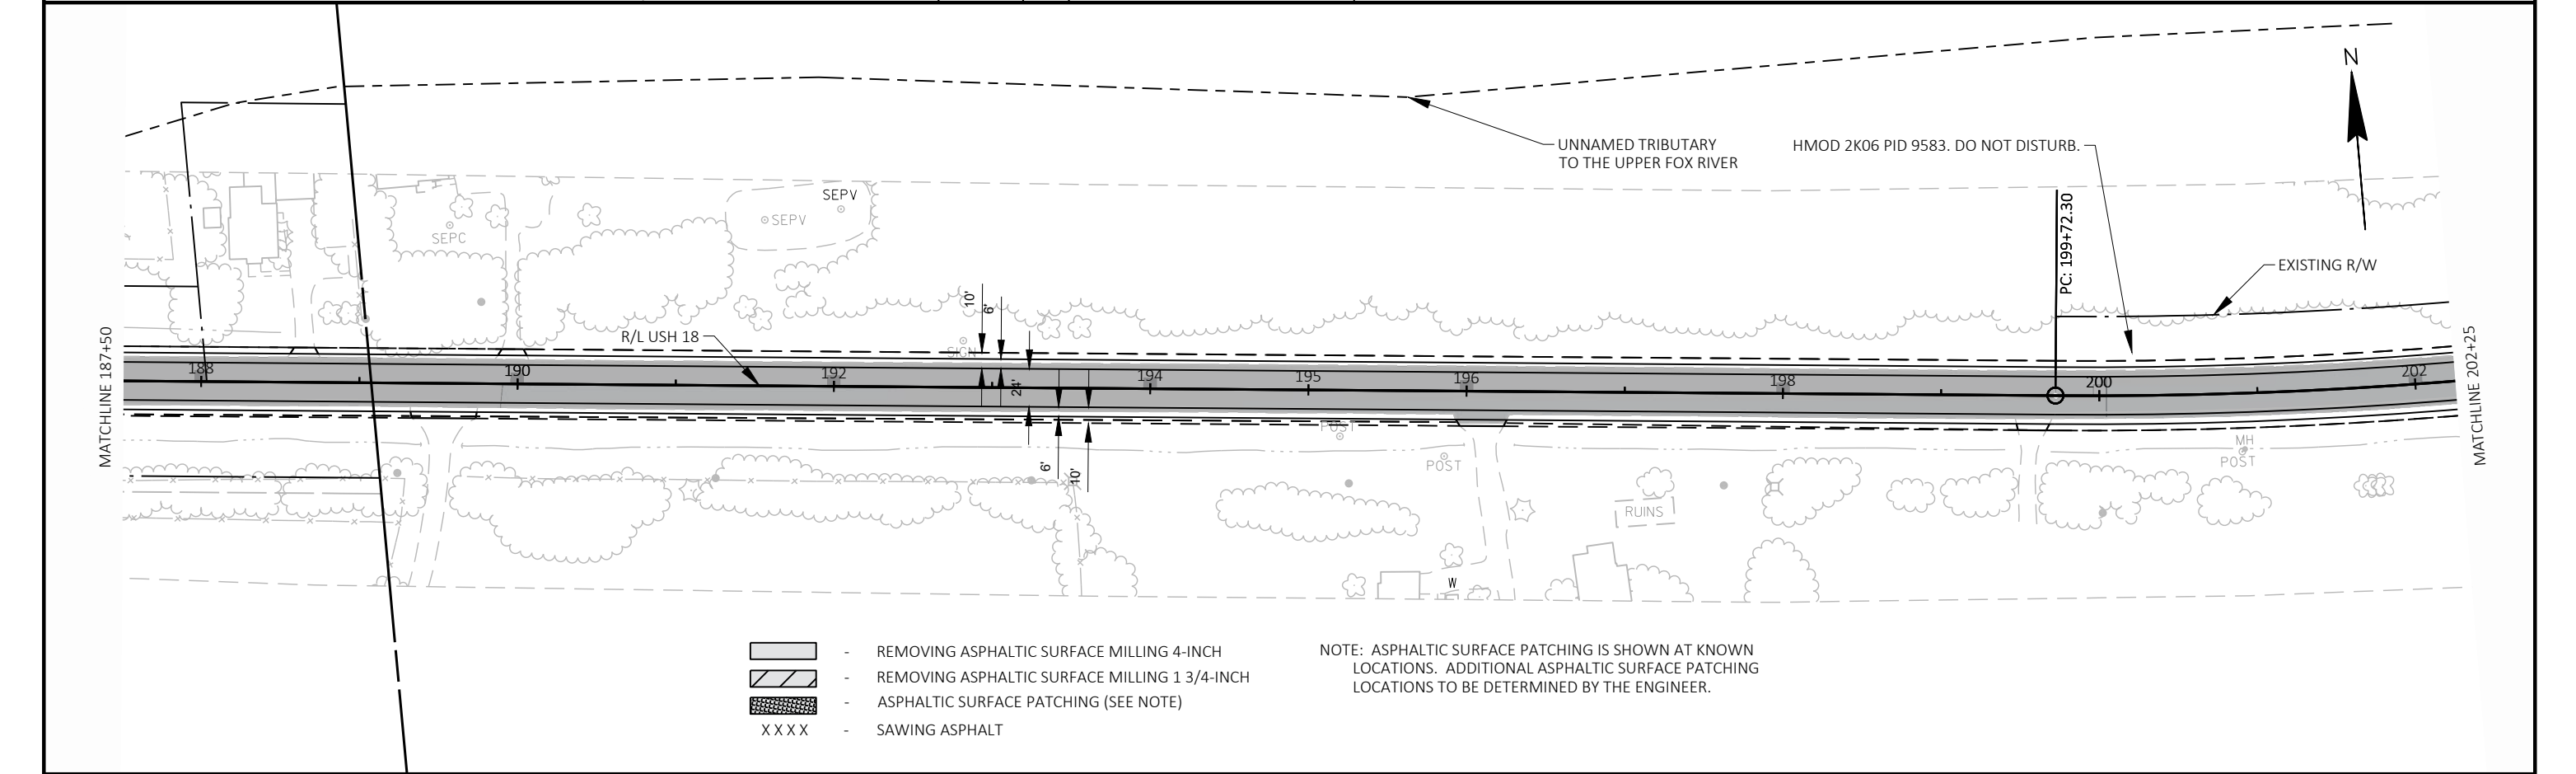 N
UNNAMED TRIBUTARY
TO THE UPPER FOX RIVER
HMOD 2K06 PID 9583. DO NOT DISTURB.
SEPV
SEPV
SEPC
PC: 199+72.30
EXISTING R/W
MATCHLINE 187+50
R/L USH 18
SIGN
10'
6'
24'
6'
10'
188
190
192
194
195
196
198
200
202
MATCHLINE 202+25
POST
POST
MH
POST
RUINS
W
REMOVING ASPHALTIC SURFACE MILLING 4-INCH
- REMOVING ASPHALTIC SURFACE MILLING 1 3/4-INCH
- ASPHALTIC SURFACE PATCHING (SEE NOTE)
X X X X - SAWING ASPHALT
NOTE: ASPHALTIC SURFACE PATCHING IS SHOWN AT KNOWN
LOCATIONS. ADDITIONAL ASPHALTIC SURFACE PATCHING
LOCATIONS TO BE DETERMINED BY THE ENGINEER.